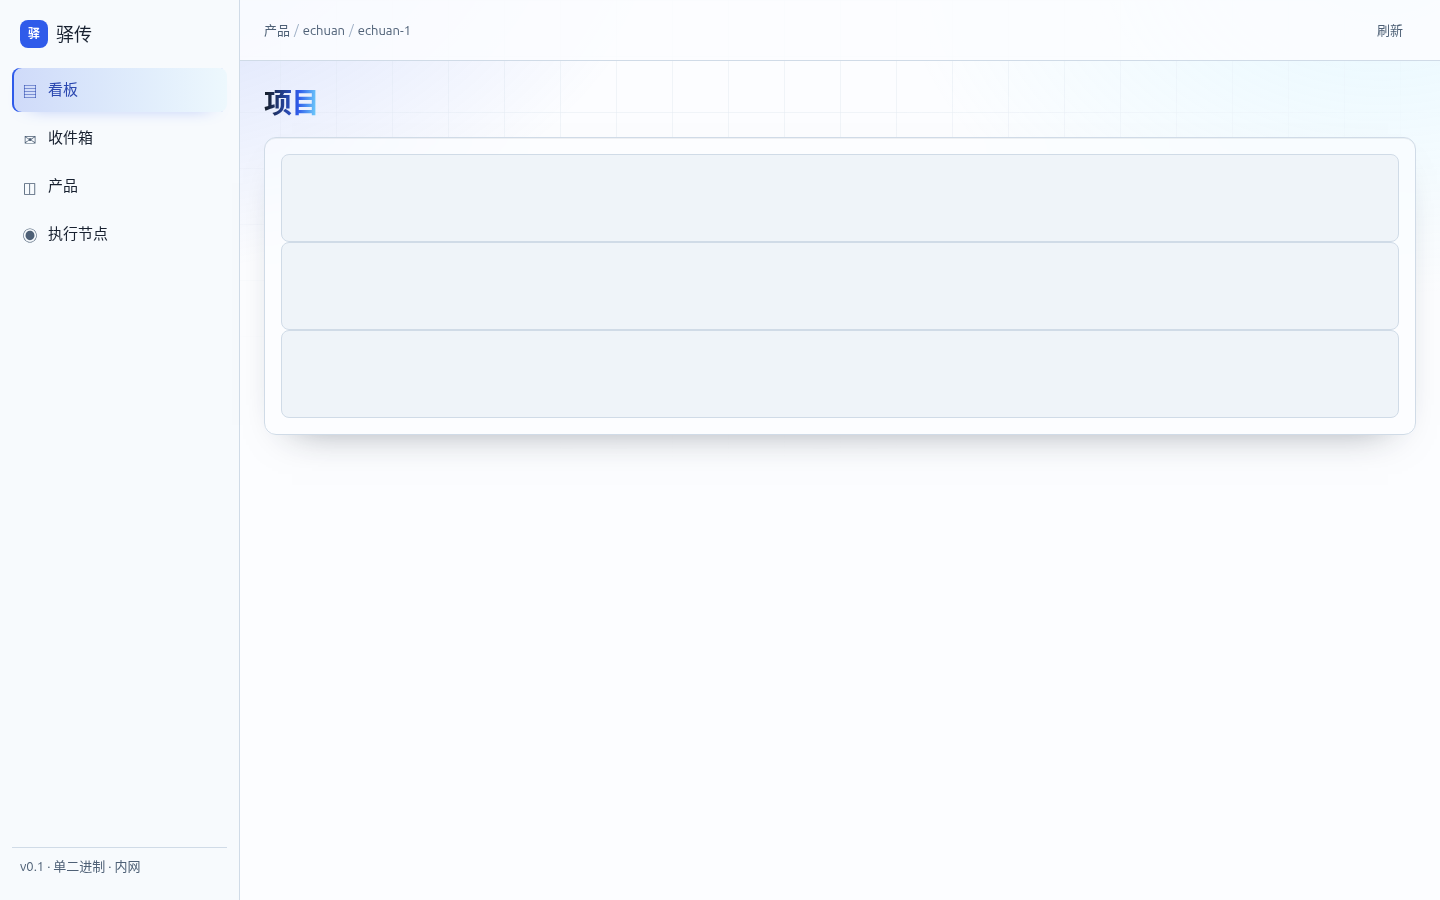 驿 驿传
看板
收件箱
产品
执行节点
v0.1 · 单二进制 · 内网
产品 / echuan / echuan-1
刷新
项目